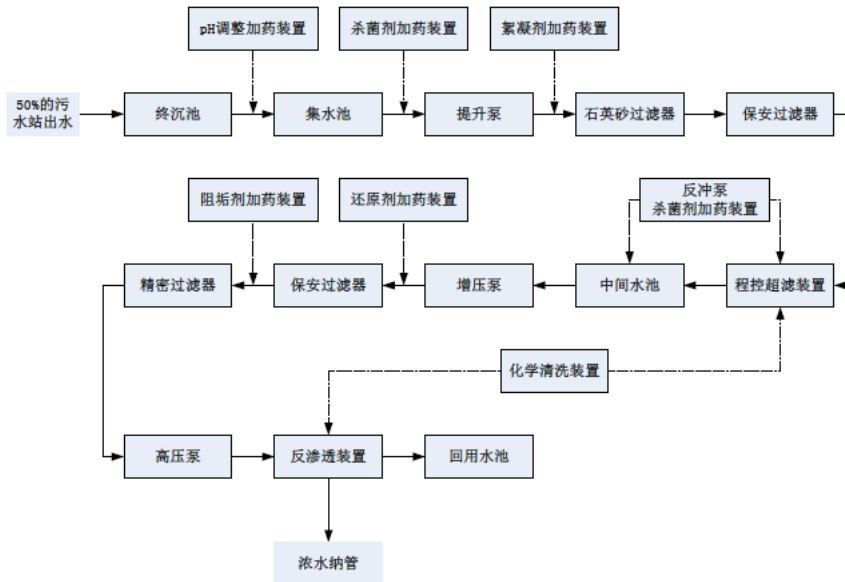 pH调整加药装置
杀菌剂加药装置
絮凝剂加药装置
50%的污
水站出水
终沉池
集水池
提升泵
石英砂过滤器
保安过滤器
阻垢剂加药装置
还原剂加药装置
反冲泵
杀菌剂加药装置
精密过滤器
保安过滤器
增压泵
中间水池
程控超滤装置
化学清洗装置
高压泵
反渗透装置
回用水池
浓水纳管